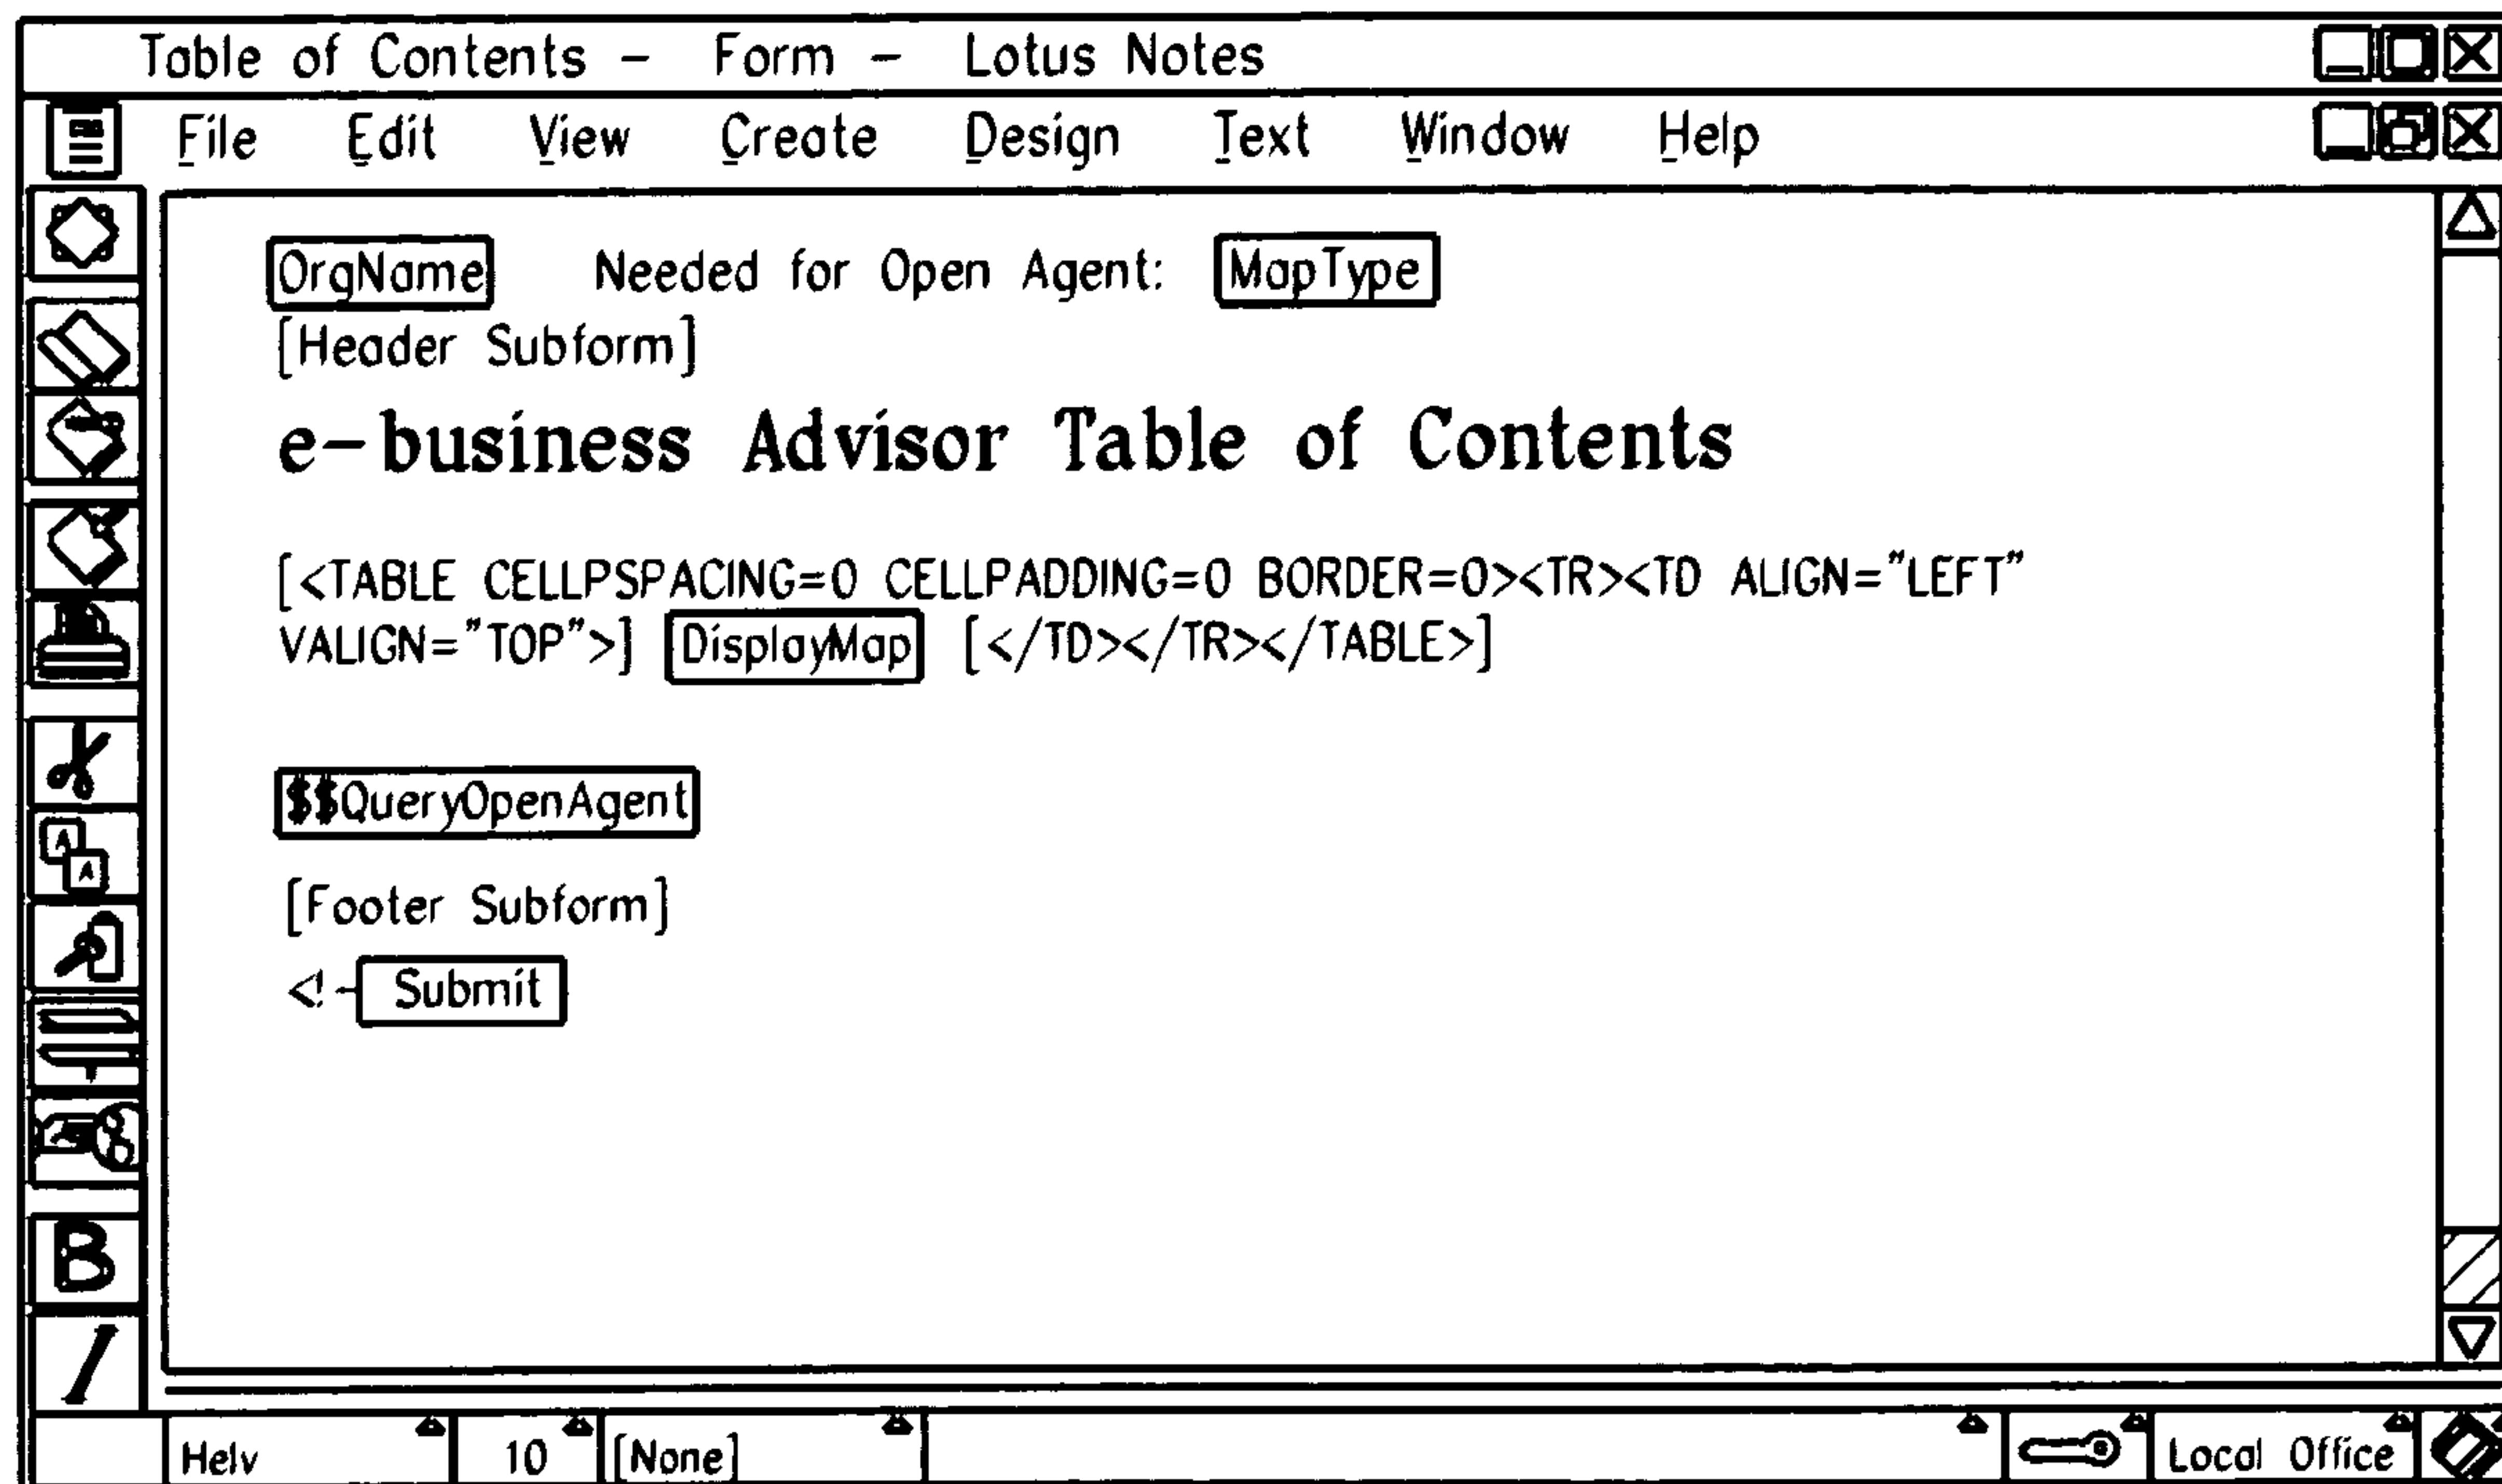 Table of Contents – Form – Lotus Notes
File Edit View Create Design Text Window Help
OrgName Needed for Open Agent: MapType
[Header Subform]
e-business Advisor Table of Contents
[<TABLE CELLPSPACING=0 CELLPADDING=0 BORDER=0><TR><TD ALIGN="LEFT"
VALIGN="TOP">] DisplayMap [</TD></TR></TABLE>]
$$QueryOpenAgent
[Footer Subform]
<!- Submit
B
I
Helv 10 [None] Local Office